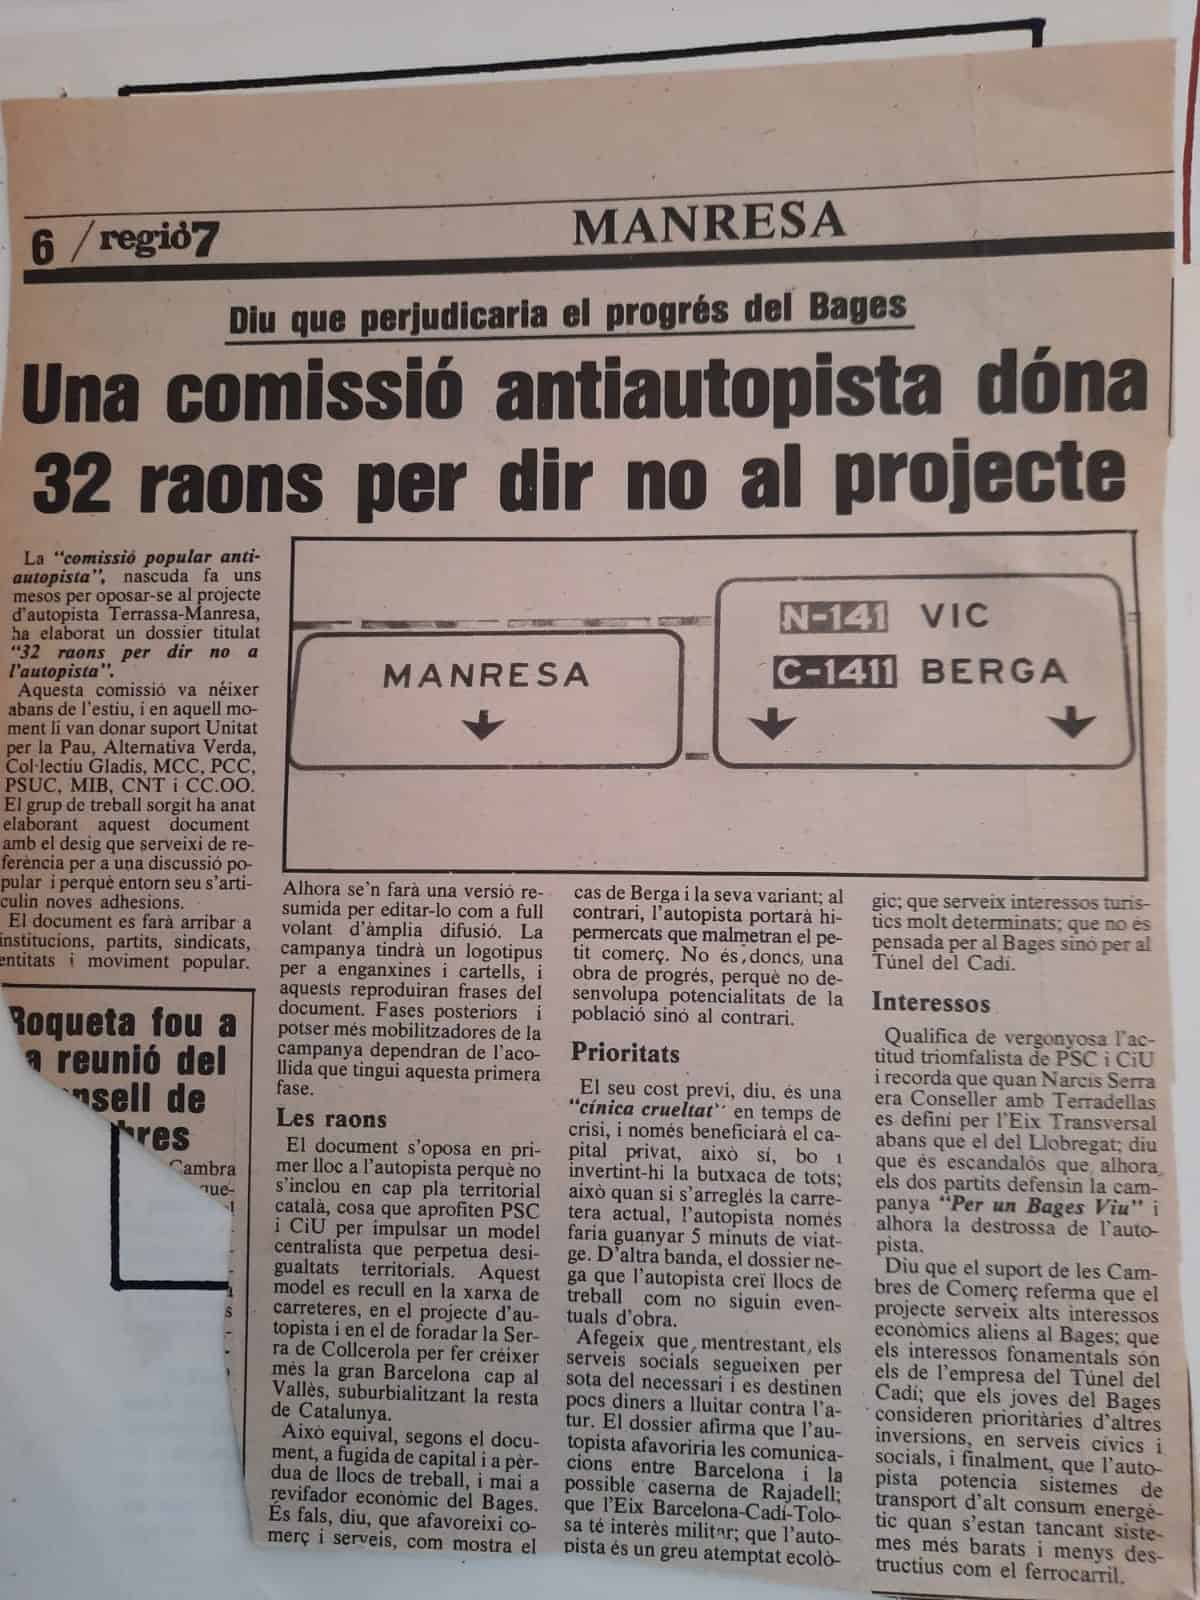 6 / regió7
MANRESA
Diu que perjudicaria el progrés del Bages
Una comissió antiautopista dóna
32 raons per dir no al projecte
La "comissió popular anti-
autopista", nascuda fa uns
mesos per oposar-se al projecte
d'autopista Terrassa-Manresa,
ha elaborat un dossier titulat
"32 raons per dir no a
l'autopista".
Aquesta comissió va néixer
abans de l'estiu, i en aquell mo-
ment li van donar suport Unitat
per la Pau, Alternativa Verda,
Col·lectiu Gladis, MCC, PCC,
PSUC, MIB, CNT i CC.OO.
El grup de treball sorgit ha anat
elaborant aquest document
amb el desig que serveixi de re-
ferència per a una discussió po-
pular i perquè entorn seu s'arti-
culin noves adhesions.
El document es farà arribar a
institucions, partits, sindicats,
entitats i moviment popular.
MANRESA
N-141 VIC
C-1411 BERGA
Alhora se'n farà una versió re-
sumida per editar-lo com a full
volant d'àmplia difusió. La
campanya tindrà un logotipus
per a enganxines i cartells, i
aquests reproduiran frases del
document. Fases posteriors i
potser més mobilitzadores de la
campanya dependran de l'aco-
llida que tingui aquesta primera
fase.
Les raons
El document s'oposa en pri-
mer lloc a l'autopista perquè no
s'inclou en cap pla territorial
català, cosa que aprofiten PSC
i CiU per impulsar un model
centralista que perpetua desi-
gualtats territorials. Aquest
model es recull en la xarxa de
carreteres, en el projecte d'au-
topista i en el de foradar la Ser-
ra de Collcerola per fer créixer
més la gran Barcelona cap al
Vallès, suburbialitzant la resta
de Catalunya.
Això equival, segons el docu-
ment, a fugida de capital i a pèr-
dua de llocs de treball, i mai a
revifador econòmic del Bages.
És fals, diu, que afavoreixi co-
merç i serveis, com mostra el
cas de Berga i la seva variant; al
contrari, l'autopista portarà hi-
permercats que malmetran el pe-
tit comerç. No és, doncs, una
obra de progrés, perquè no de-
senvolupa potencialitats de la
població sinó al contrari.
Prioritats
El seu cost previ, diu, és una
"cínica crueltat" en temps de
crisi, i només beneficiarà el ca-
pital privat, això sí, bo i
invertint-hi la butxaca de tots;
això quan si s'arreglés la carre-
tera actual, l'autopista només
faria guanyar 5 minuts de viat-
ge. D'altra banda, el dossier ne-
ga que l'autopista creï llocs de
treball com no siguin even-
tuals d'obra.
Afegeix que, mentrestant, els
serveis socials segueixen per
sota del necessari i es destinen
pocs diners a lluitar contra l'a-
tur. El dossier afirma que l'au-
topista afavoriria les comunica-
cions entre Barcelona i la
possible caserna de Rajadell;
que l'Eix Barcelona-Cadí-Tolo-
sa té interès militar; que l'auto-
pista és un greu atemptat ecolò-
gic; que serveix interessos turís-
tics molt determinats; que no és
pensada per al Bages sinó per al
Túnel del Cadí.
Interessos
Qualifica de vergonyosa l'ac-
titud triomfalista de PSC i CiU
i recorda que quan Narcís Serra
era Conseller amb Terradellas
es definí per l'Eix Transversal
abans que el del Llobregat; diu
que és escandalós que alhora,
els dos partits defensin la cam-
panya "Per un Bages Viu" i
alhora la destrossa de l'auto-
pista.
Diu que el suport de les Cam-
bres de Comerç referma que el
projecte serveix alts interessos
econòmics aliens al Bages; que
els interessos fonamentals són
els de l'empresa del Túnel del
Cadí; que els joves del Bages
consideren prioritàries d'altres
inversions, en serveis cívics i
socials, i finalment, que l'auto-
pista potencia sistemes de
transport d'alt consum energè-
tic quan s'estan tancant siste-
mes més barats i menys des-
tructius com el ferrocarril.
Roqueta fou a
a reunió del
nsell de
bres
Cambra
que-